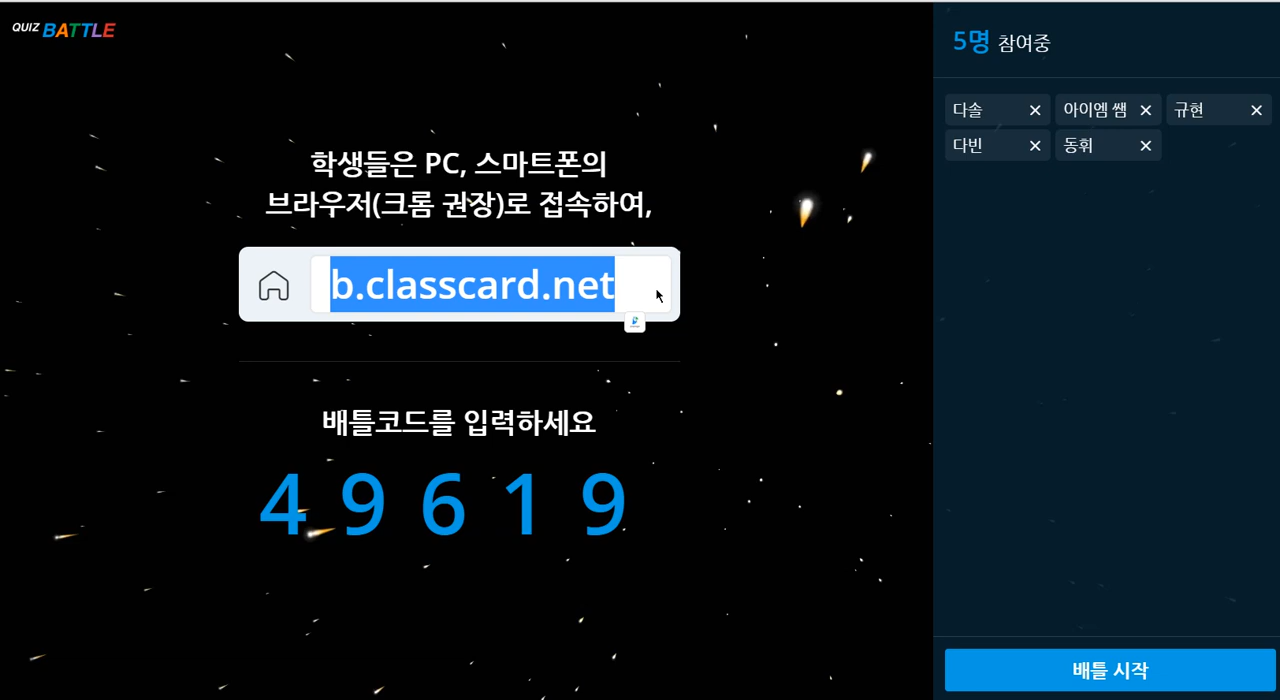 QUIZ BATTLE
학생들은 PC, 스마트폰의
브라우저(크롬 권장)로 접속하여,
b.classcard.net
배틀코드를 입력하세요
4 9 6 1 9
5명 참여중
다솔 아이엠 쌤 규현
다빈 동휘
배틀 시작